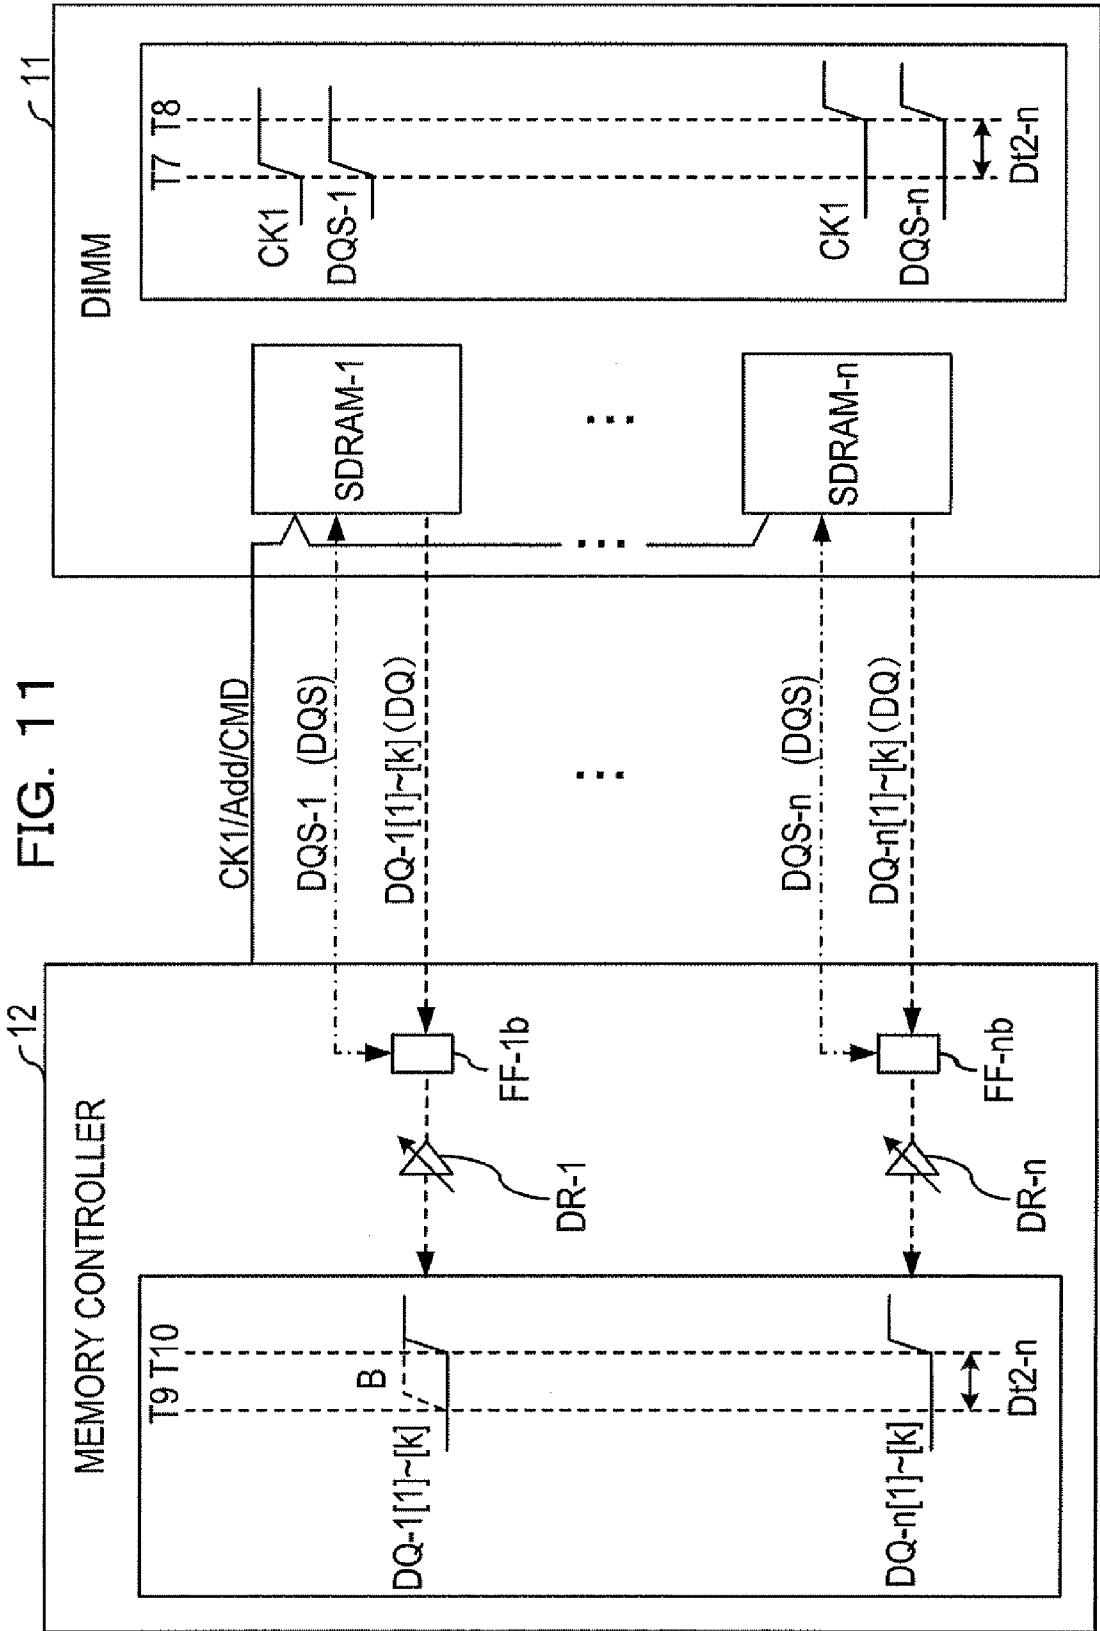 FIG. 11
MEMORY CONTROLLER
12
T9 T10
B
DQ-1[1]~[k]
DQ-n[1]~[k]
Dt2-n
DR-1
FF-1b
DR-n
FF-nb
CK1/Add/CMD
DQS-1 (DQS)
DQ-1[1]~[k](DQ)
...
DQS-n (DQS)
DQ-n[1]~[k](DQ)
DIMM
11
SDRAM-1
...
...
SDRAM-n
T7 T8
CK1
DQS-1
CK1
DQS-n
Dt2-n